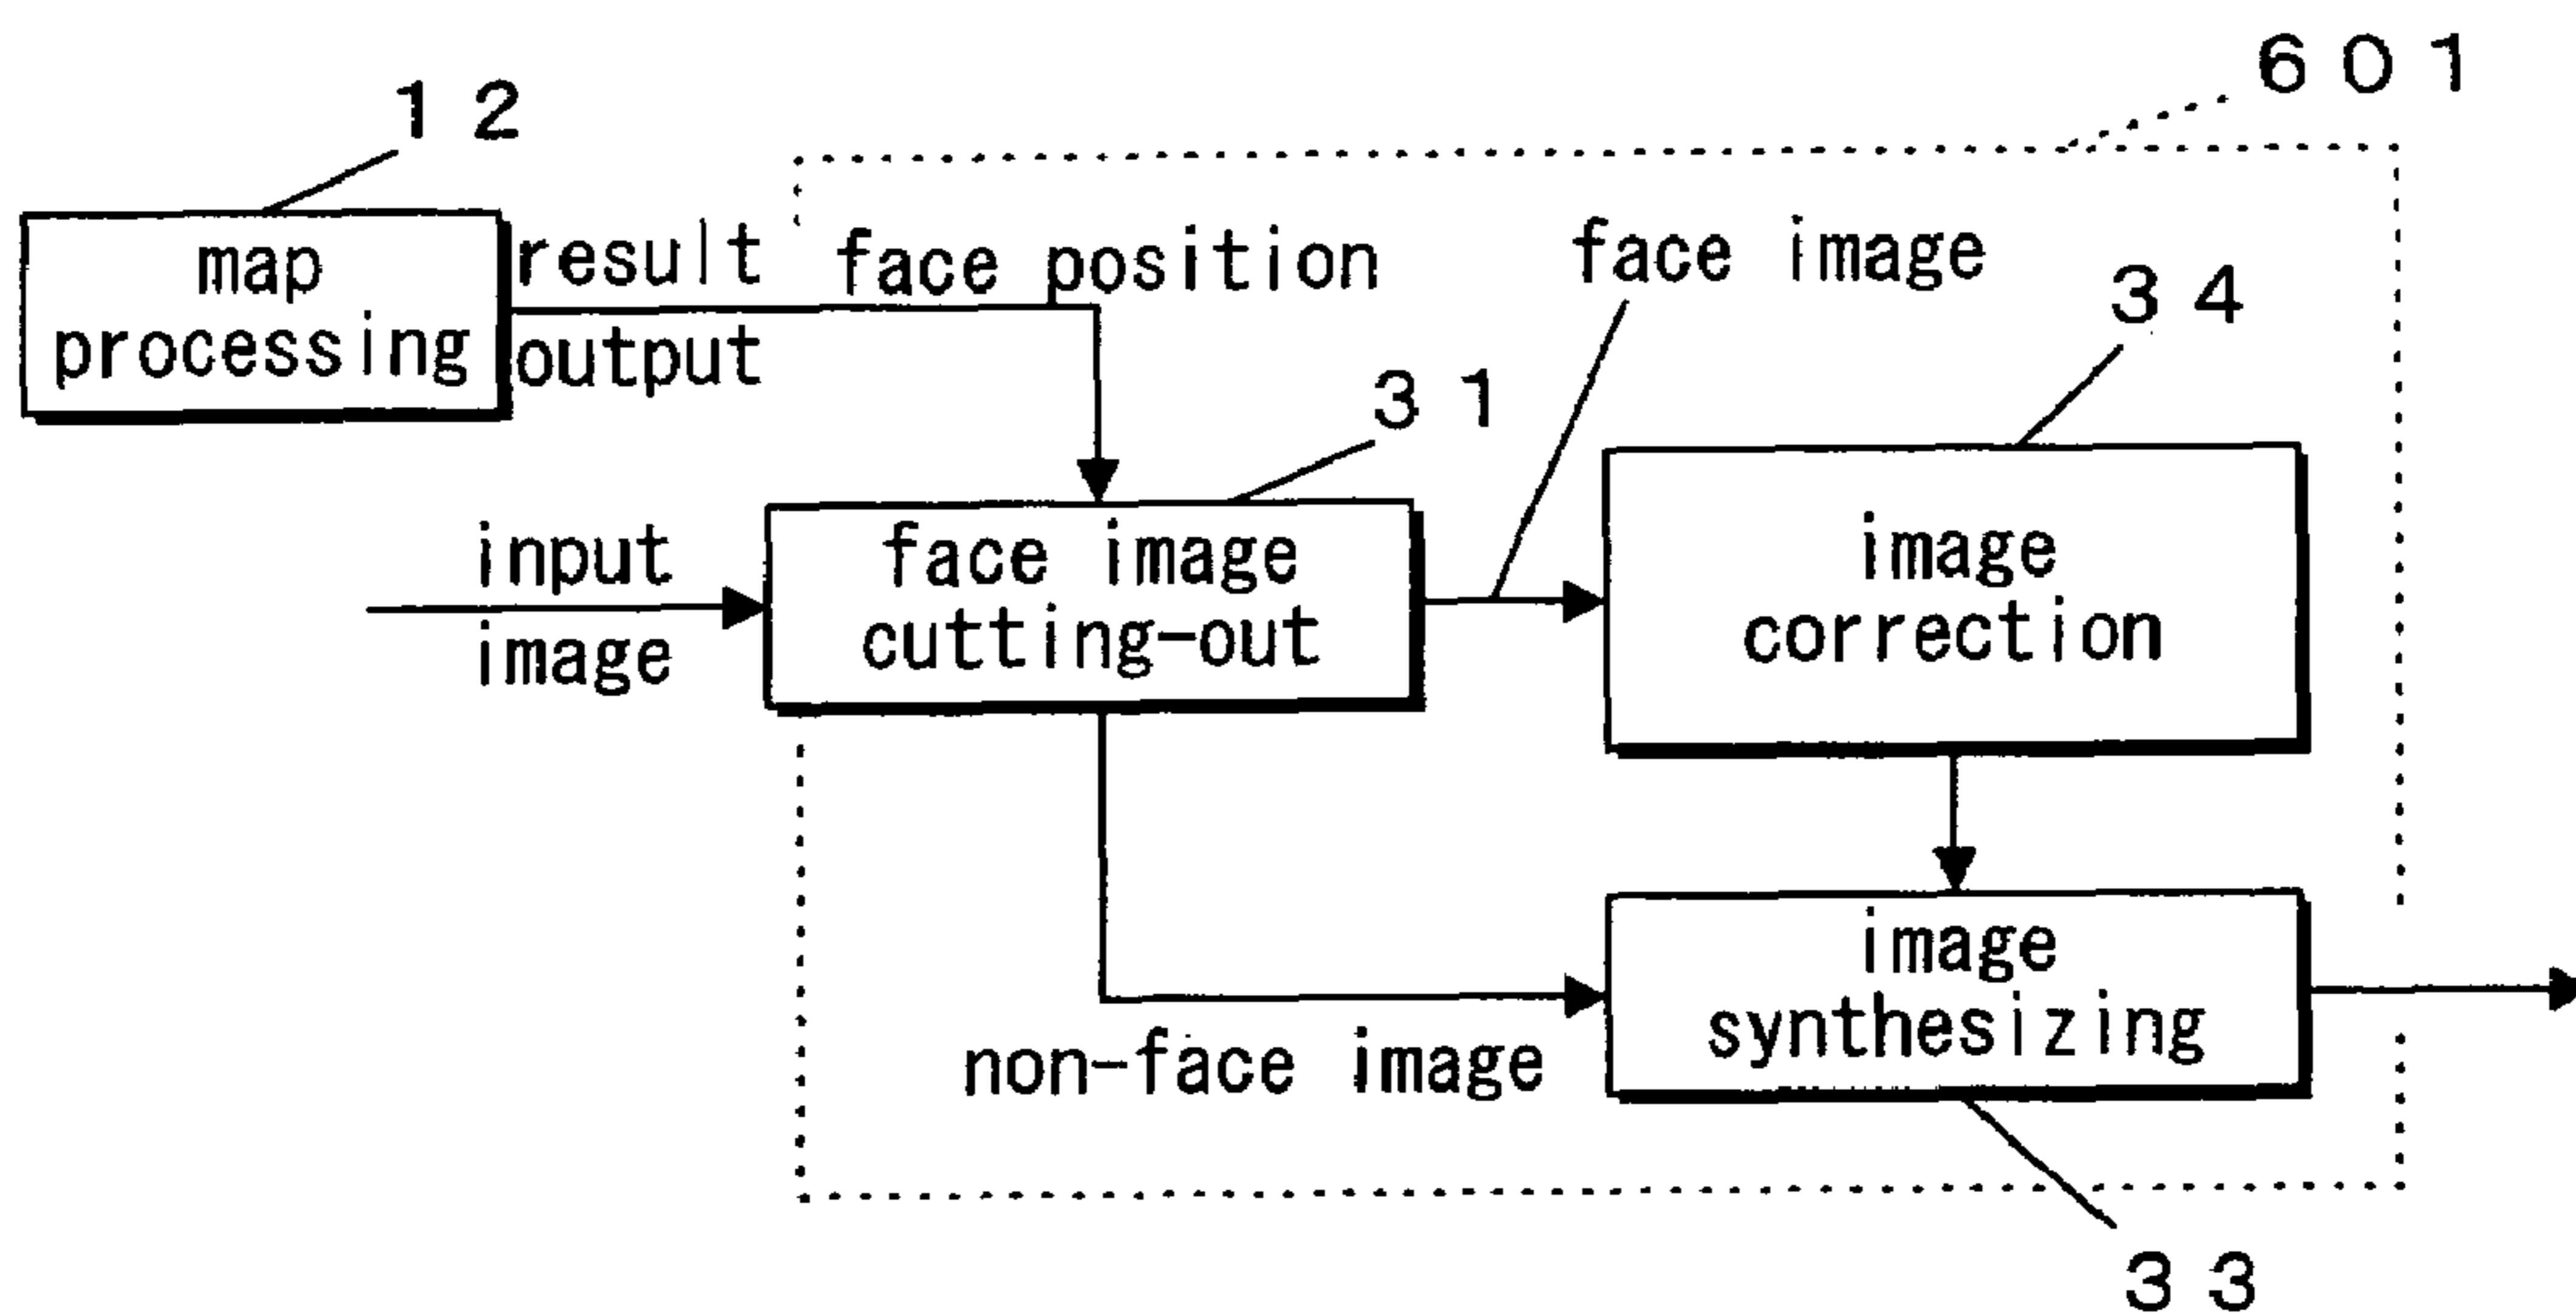 601
12
map
processing
result
output
face position
face image
34
31
input
image
face image
cutting-out
image
correction
image
synthesizing
non-face image
33